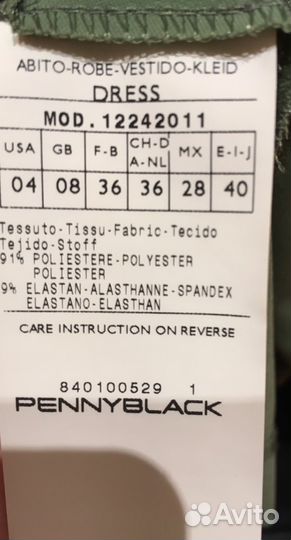 ABITO-ROBE-VESTIDO-KLEID
DRESS
MOD. 12242011
USA GB F-B CH-D A-NL MX E-I-J
04 08 36 36 28 40
Tessuto-Tissu-Fabric-Tecido
Tejido-Stoff
91% POLIESTERE-POLYESTER
POLIESTER
9% ELASTAN-ALASTHANNE-SPANDEX
ELASTANO-ELASTHAN
CARE INSTRUCTION ON REVERSE
840100529 1
PENNYBLACK
Avito